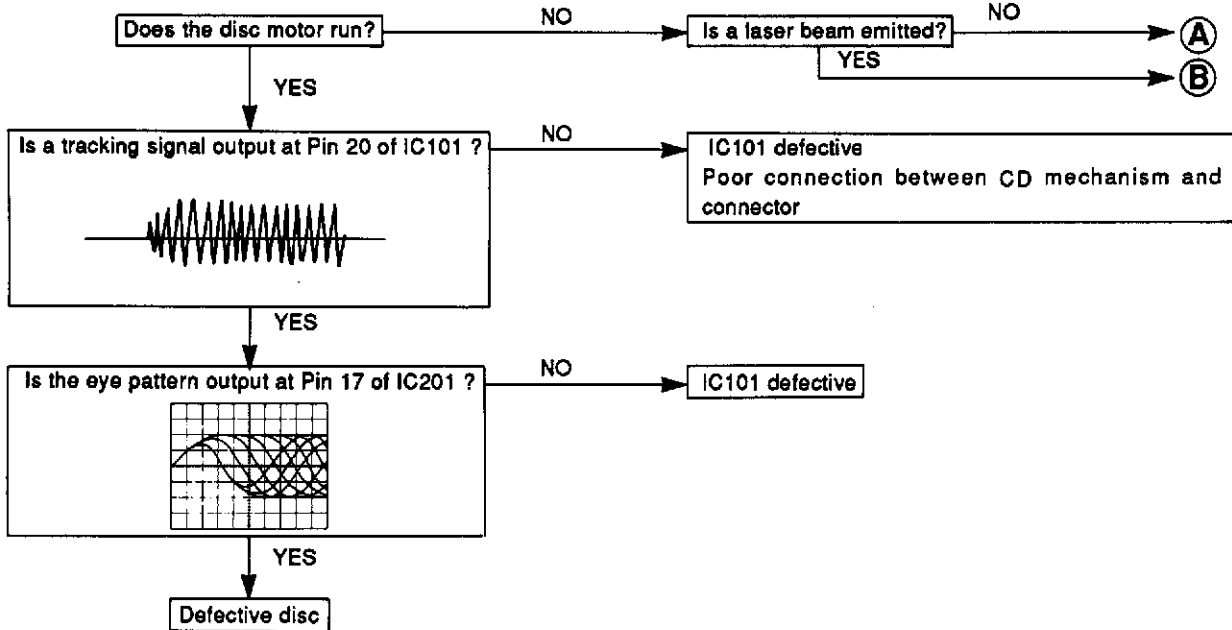 Does the disc motor run?
NO
Is a laser beam emitted?
NO
A
YES
B
YES
Is a tracking signal output at Pin 20 of IC101 ?
NO
IC101 defective
Poor connection between CD mechanism and
connector
YES
Is the eye pattern output at Pin 17 of IC201 ?
NO
IC101 defective
YES
Defective disc